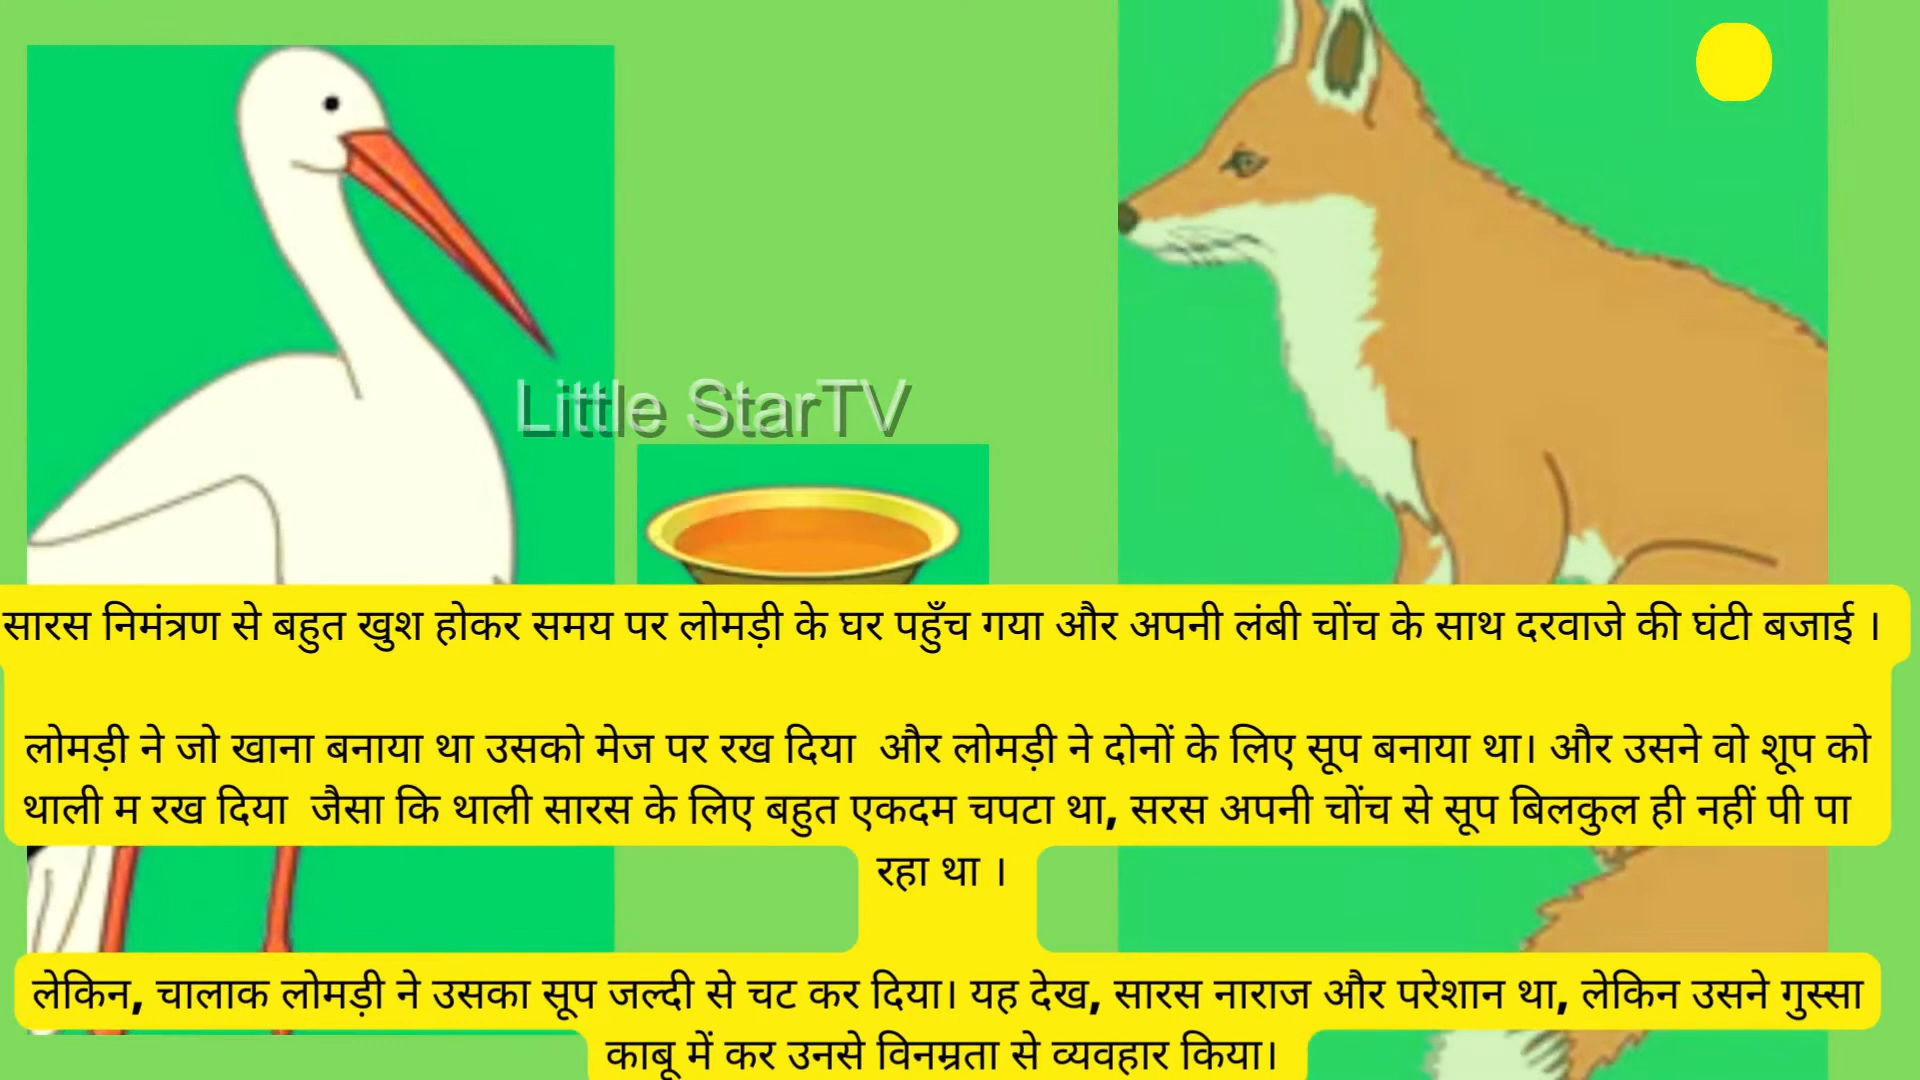 Little StarTV
सारस निमंत्रण से बहुत खुश होकर समय पर लोमड़ी के घर पहुँच गया और अपनी लंबी चोंच के साथ दरवाजे की घंटी बजाई ।
लोमड़ी ने जो खाना बनाया था उसको मेज पर रख दिया और लोमड़ी ने दोनों के लिए सूप बनाया था। और उसने वो शूप को
थाली म रख दिया जैसा कि थाली सारस के लिए बहुत एकदम चपटा था, सरस अपनी चोंच से सूप बिलकुल ही नहीं पी पा
रहा था ।
लेकिन, चालाक लोमड़ी ने उसका सूप जल्दी से चट कर दिया। यह देख, सारस नाराज और परेशान था, लेकिन उसने गुस्सा
काबू में कर उनसे विनम्रता से व्यवहार किया।